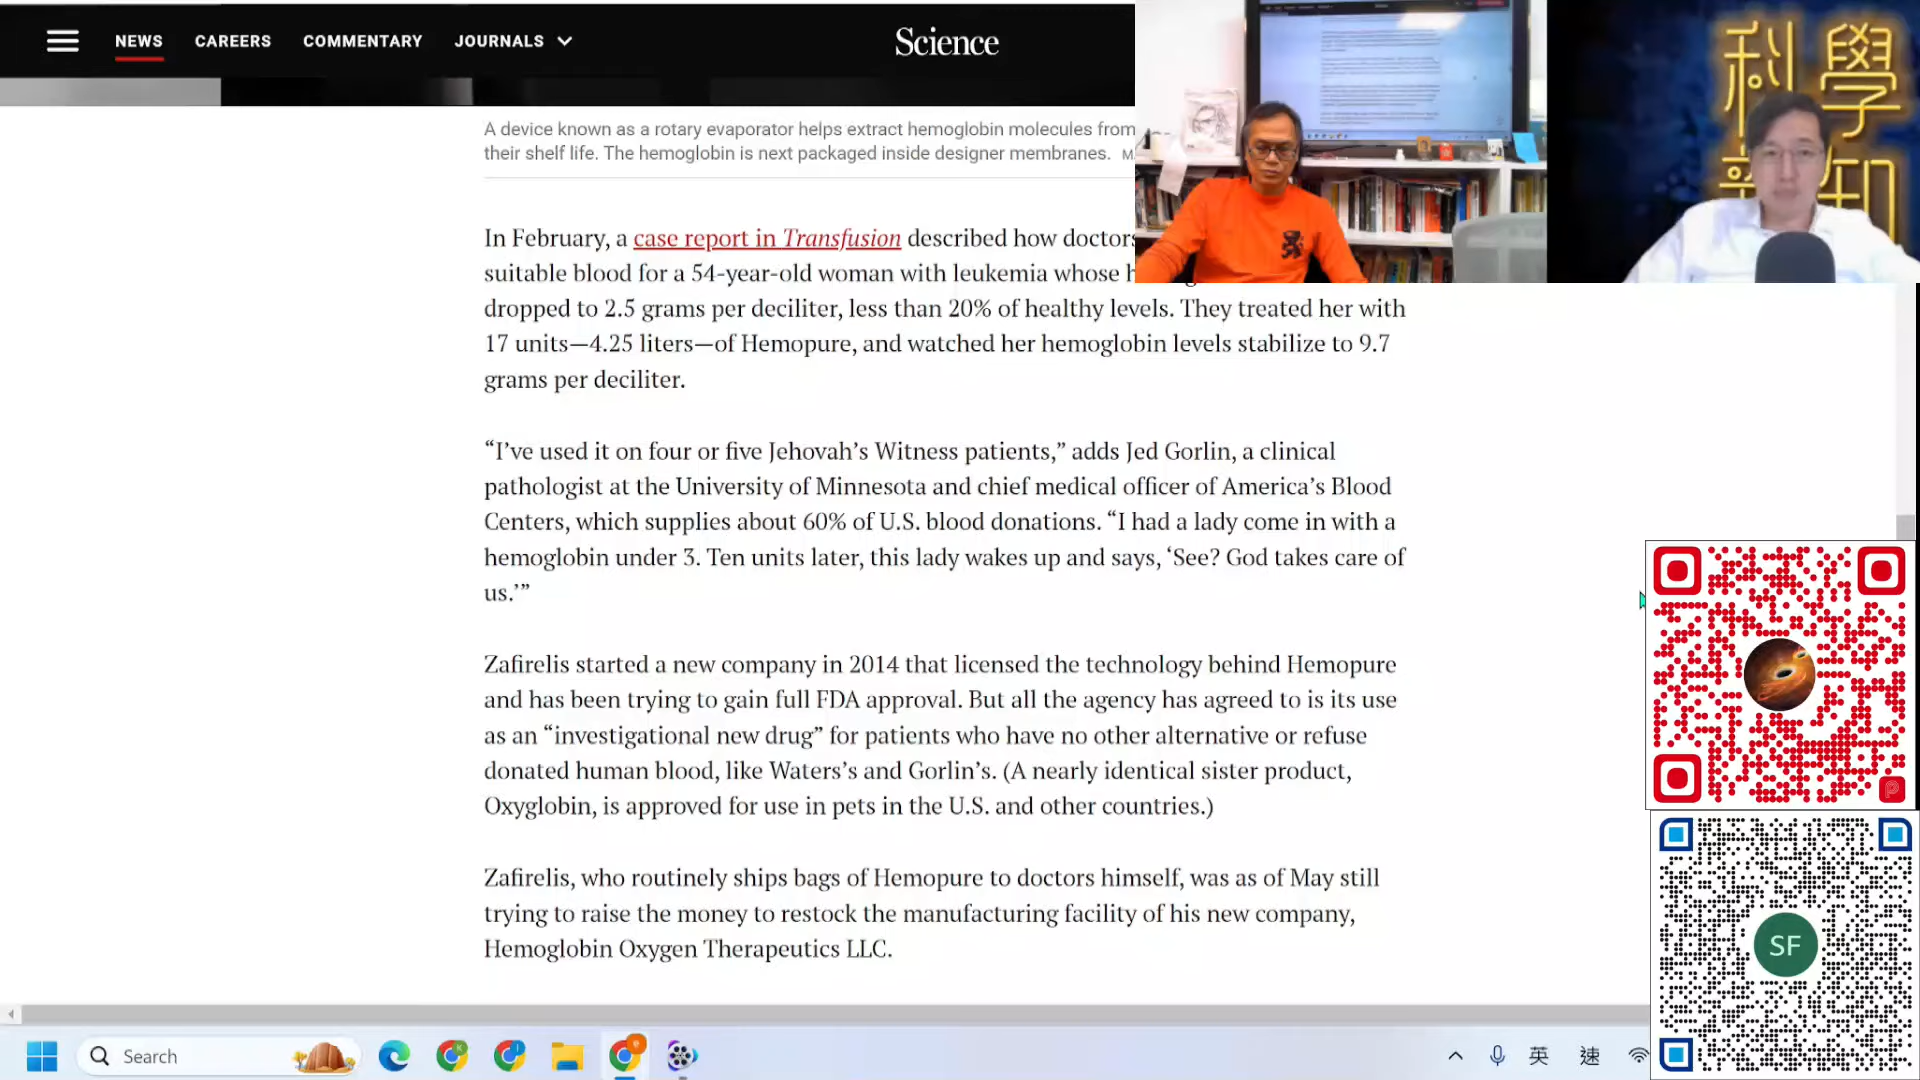 NEWS
CAREERS
COMMENTARY
JOURNALS
Science
A device known as a rotary evaporator helps extract hemoglobin molecules from
their shelf life. The hemoglobin is next packaged inside designer membranes.
In February, a case report in Transfusion described how doctors
suitable blood for a 54-year-old woman with leukemia whose
dropped to 2.5 grams per deciliter, less than 20% of healthy levels. They treated her with
17 units—4.25 liters—of Hemopure, and watched her hemoglobin levels stabilize to 9.7
grams per deciliter.
“I’ve used it on four or five Jehovah’s Witness patients,” adds Jed Gorlin, a clinical
pathologist at the University of Minnesota and chief medical officer of America’s Blood
Centers, which supplies about 60% of U.S. blood donations. “I had a lady come in with a
hemoglobin under 3. Ten units later, this lady wakes up and says, ‘See? God takes care of
us.’”
Zafirelis started a new company in 2014 that licensed the technology behind Hemopure
and has been trying to gain full FDA approval. But all the agency has agreed to is its use
as an “investigational new drug” for patients who have no other alternative or refuse
donated human blood, like Waters’s and Gorlin’s. (A nearly identical sister product,
Oxyglobin, is approved for use in pets in the U.S. and other countries.)
Zafirelis, who routinely ships bags of Hemopure to doctors himself, was as of May still
trying to raise the money to restock the manufacturing facility of his new company,
Hemoglobin Oxygen Therapeutics LLC.
科學
知
SF
Search
英
速